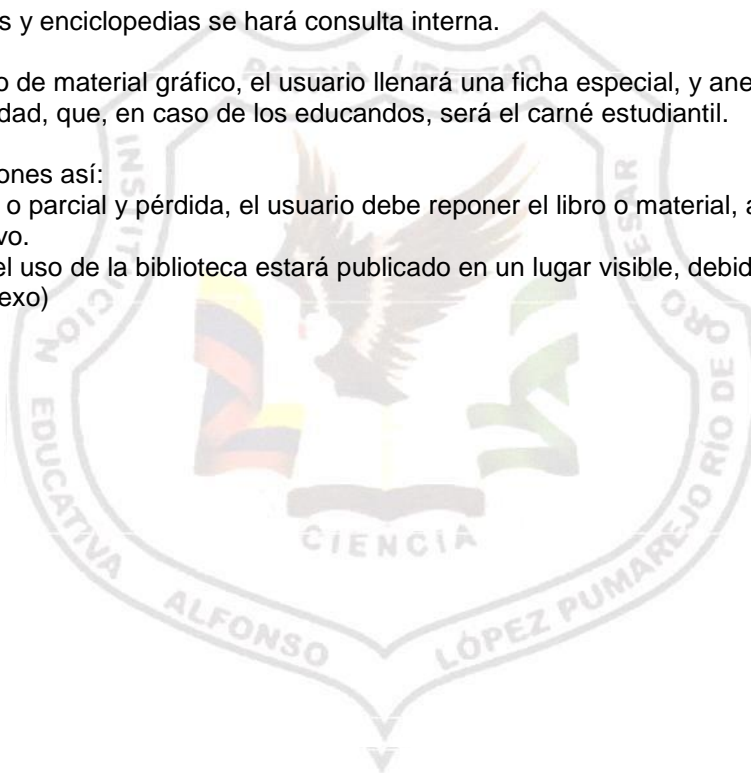 s y enciclopedias se hará consulta interna.
o de material gráfico, el usuario llenará una ficha especial, y ane
dad, que, en caso de los educandos, será el carné estudiantil.
ones así:
o parcial y pérdida, el usuario debe reponer el libro o material, a
vo.
el uso de la biblioteca estará publicado en un lugar visible, debid
exo)
PATRIA LIBERTAD
INSTITUCIÓN EDUCATIVA ALFONSO LÓPEZ PUMAREJO RÍO DE ORO CESAR
CIENCIA